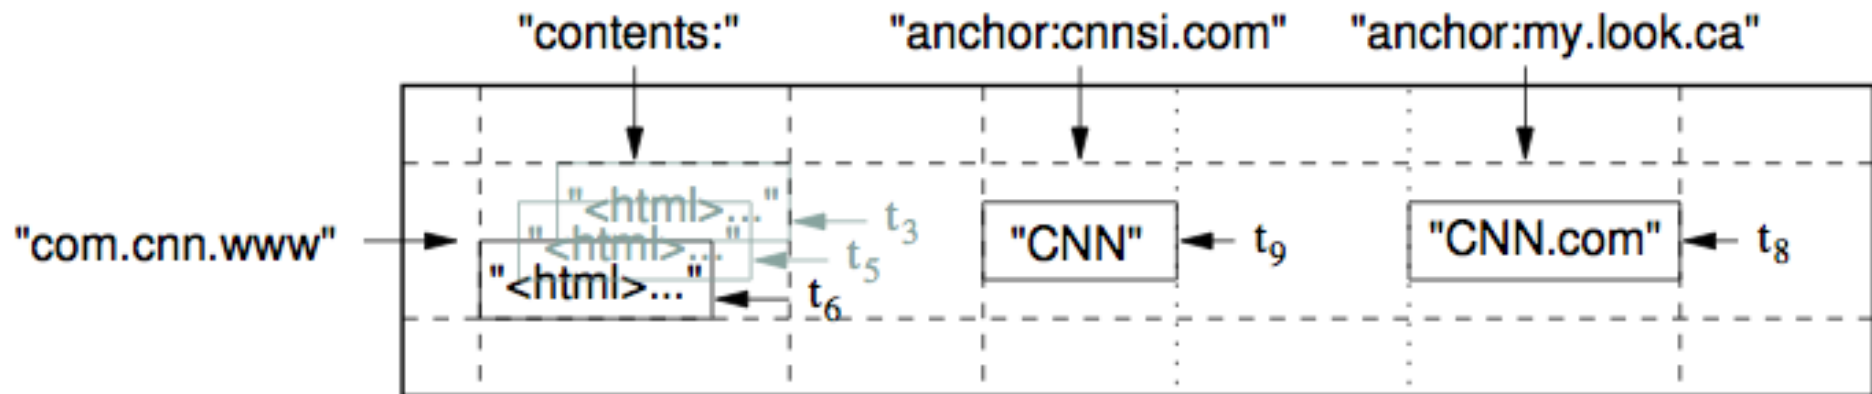 "contents:" "anchor:cnnsi.com" "anchor:my.look.ca"
"<html>..." t3
"com.cnn.www" "<html>..." t5 "CNN" t9 "CNN.com" t8
"<html>..." t6